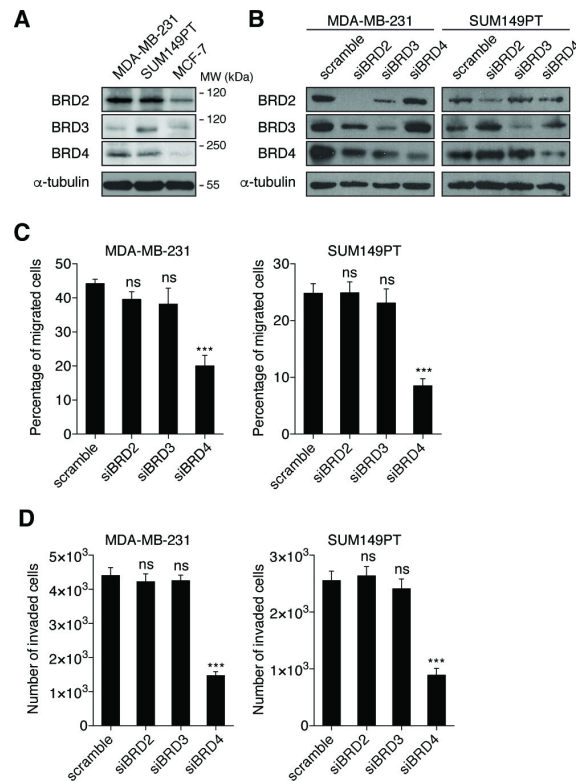 A
MDA-MB-231
SUM149PT
MCF-7
MW (kDa)
BRD2
- 120
BRD3
- 120
BRD4
- 250
α-tubulin
- 55
B
MDA-MB-231
SUM149PT
scramble
siBRD2
siBRD3
siBRD4
scramble
siBRD2
siBRD3
siBRD4
BRD2
BRD3
BRD4
α-tubulin
C
MDA-MB-231
Percentage of migrated cells
50
40
30
20
10
0
ns
ns
***
scramble
siBRD2
siBRD3
siBRD4
SUM149PT
Percentage of migrated cells
30
20
10
0
ns
ns
***
scramble
siBRD2
siBRD3
siBRD4
D
MDA-MB-231
Number of invaded cells
5×10³
4×10³
3×10³
2×10³
1×10³
0
ns
ns
***
scramble
siBRD2
siBRD3
siBRD4
SUM149PT
Number of invaded cells
3×10³
2×10³
1×10³
0
ns
ns
***
scramble
siBRD2
siBRD3
siBRD4